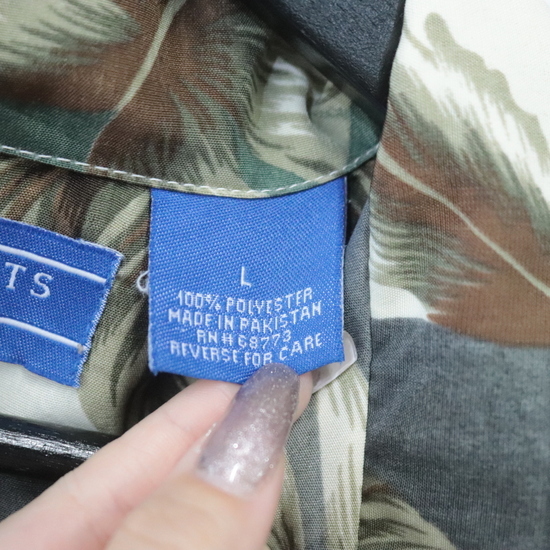 TS
L
100% POLYESTER
MADE IN PAKISTAN
RN#68773
REVERSE FOR CARE